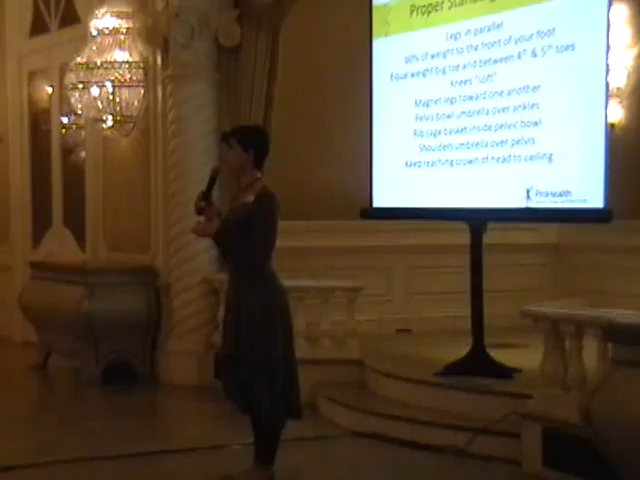 Proper Standing
Legs in parallel
60% of weight to the front of your foot
Equal weight big toe and between 4th & 5th toes
Knees "soft"
Magnet legs toward one another
Pelvis bowl umbrella over ankles
Rib cage basket inside pelvic bowl
Shoulders umbrella over pelvis
Keep reaching crown of head to ceiling
ProHealth